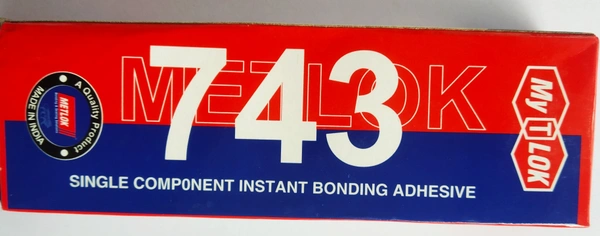 METLOK
743
SINGLE COMPONENT INSTANT BONDING ADHESIVE
A Quality Product
METLOK
MADE IN INDIA
My
T
LOK